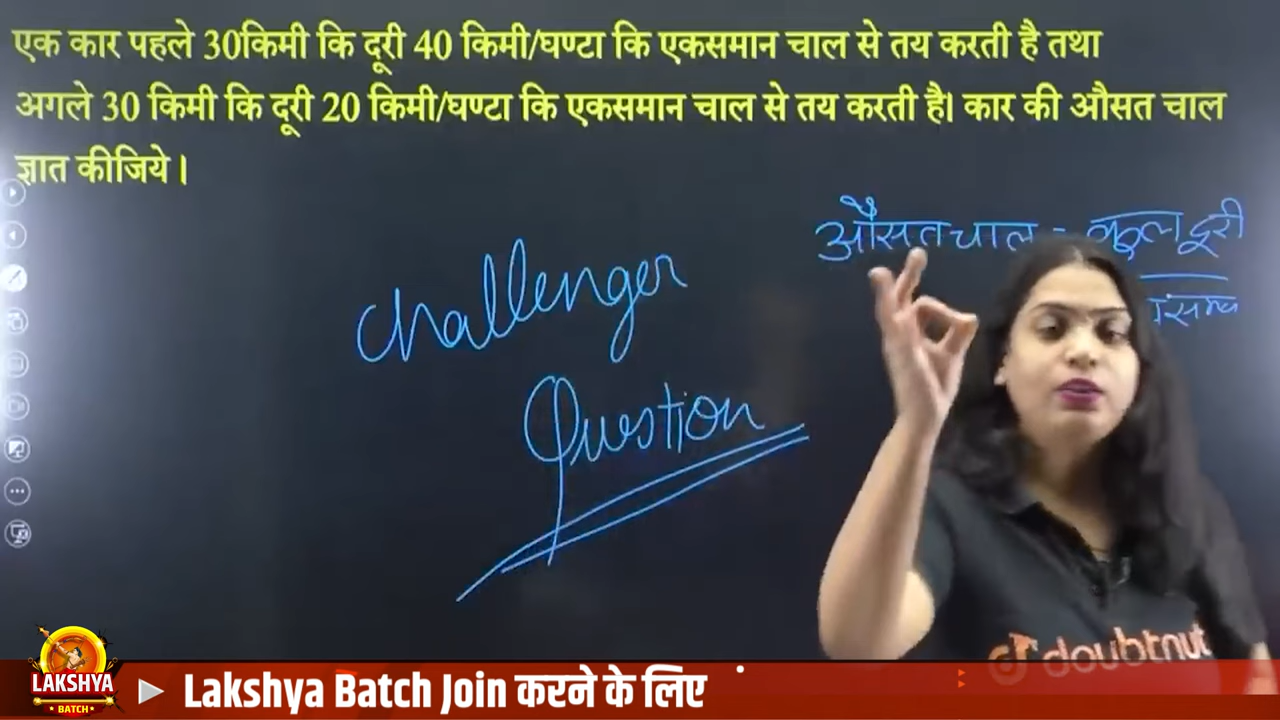 एक कार पहले 30किमी कि दूरी 40 किमी/घण्टा कि एकसमान चाल से तय करती है तथा
अगले 30 किमी कि दूरी 20 किमी/घण्टा कि एकसमान चाल से तय करती है। कार की औसत चाल
ज्ञात कीजिये।
औसत चाल = कुल दूरी
challenger
Question
doubtnut
LAKSHYA
BATCH
Lakshya Batch Join करने के लिए